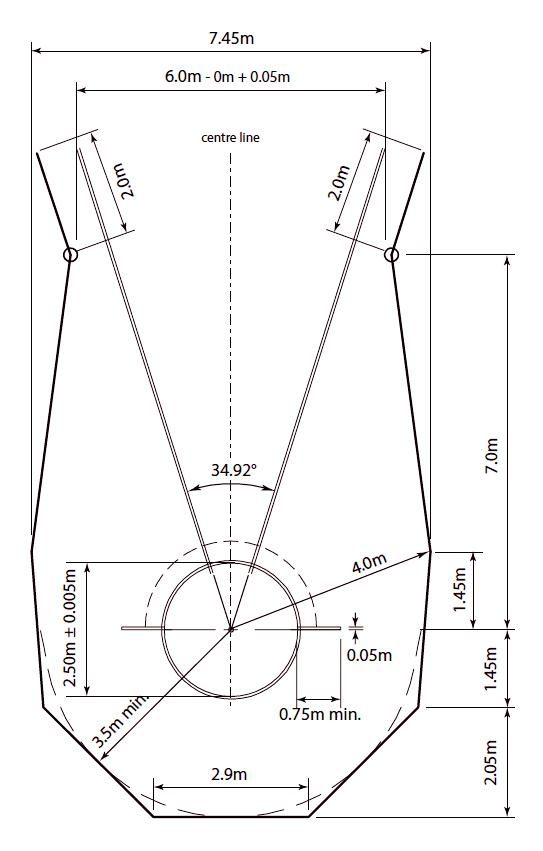 7.45m
6.0m - 0m + 0.05m
centre line
2.0m
2.0m
7.0m
34.92°
4.0m
1.45m
2.50m ± 0.005m
0.05m
1.45m
3.5m min.
0.75m min.
2.9m
2.05m